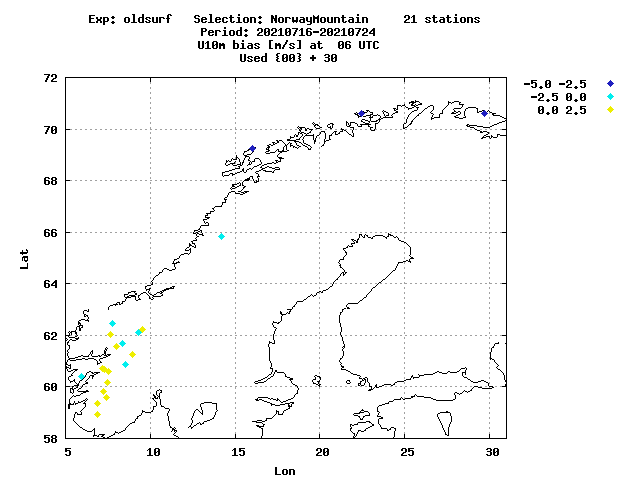 Exp: oldsurf Selection: NorwayMountain 21 stations
Period: 20210716-20210724
U10m bias [m/s] at 06 UTC
Used {00} + 30
-5.0 -2.5
-2.5 0.0
0.0 2.5
72
70
68
66
64
62
60
58
Lat
5 10 15 20 25 30
Lon